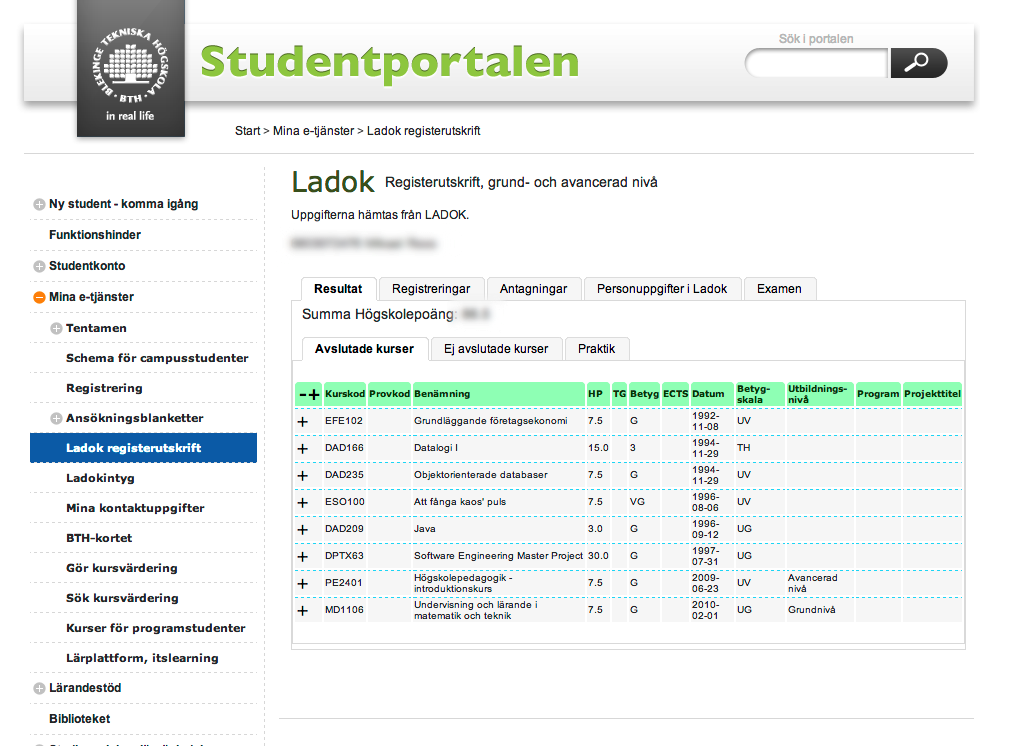 BLEKINGE TEKNISKA HÖGSKOLA
· BTH ·
in real life
Studentportalen
Sök i portalen
Start > Mina e-tjänster > Ladok registerutskrift
Ny student - komma igång
Funktionshinder
Studentkonto
Mina e-tjänster
Tentamen
Schema för campusstudenter
Registrering
Ansökningsblanketter
Ladok registerutskrift
Ladokintyg
Mina kontaktuppgifter
BTH-kortet
Gör kursvärdering
Sök kursvärdering
Kurser för programstudenter
Lärplattform, itslearning
Lärandestöd
Biblioteket
Ladok Registerutskrift, grund- och avancerad nivå
Uppgifterna hämtas från LADOK.
Resultat Registreringar Antagningar Personuppgifter i Ladok Examen
Summa Högskolepoäng:
Avslutade kurser Ej avslutade kurser Praktik
−+ Kurskod Provkod Benämning HP TG Betyg ECTS Datum Betyg- Utbildnings- Program Projekttitel
skala nivå
+ EFE102 Grundläggande företagsekonomi 7.5 G 1992- UV
11-08
+ DAD166 Datalogi I 15.0 3 1994- TH
11-29
+ DAD235 Objektorienterade databaser 7.5 G 1994- UV
11-29
+ ESO100 Att fånga kaos' puls 7.5 VG 1996- UV
08-06
+ DAD209 Java 3.0 G 1996- UG
09-12
+ DPTX63 Software Engineering Master Project 30.0 G 1997- UG
07-31
+ PE2401 Högskolepedagogik - 7.5 G 2009- UV Avancerad
introduktionskurs 06-23 nivå
+ MD1106 Undervisning och lärande i 7.5 G 2010- UG Grundnivå
matematik och teknik 02-01